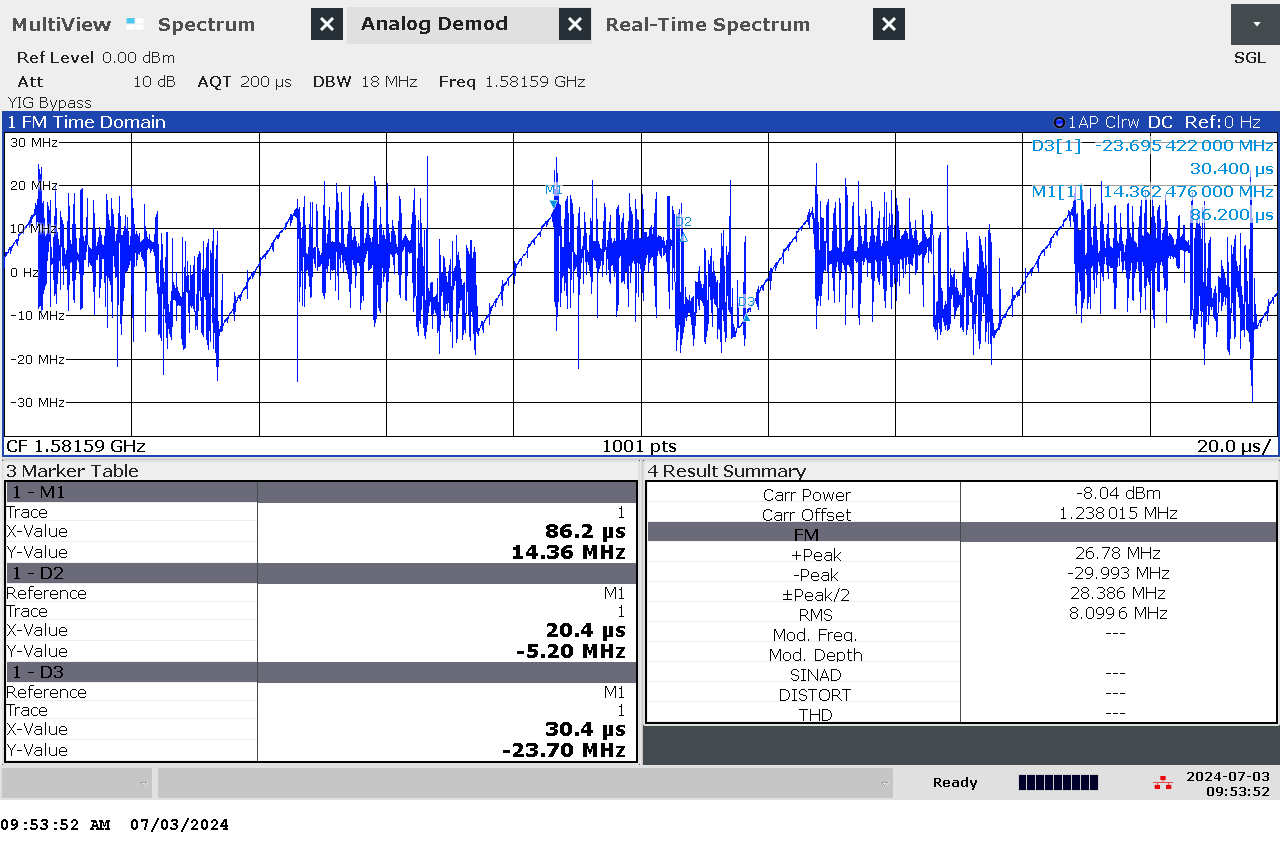 MultiView Spectrum Analog Demod Real-Time Spectrum
SGL
Ref Level 0.00 dBm
Att 10 dB AQT 200 µs DBW 18 MHz Freq 1.58159 GHz
YIG Bypass
1 FM Time Domain 1AP Clrw DC Ref: 0 Hz
30 MHz
D3[1] -23.695 422 000 MHz
30.400 µs
20 MHz
M1
M1[1] 14.362 476 000 MHz
86.200 µs
D2
10 MHz
0 Hz
D3
-10 MHz
-20 MHz
-30 MHz
CF 1.58159 GHz 1001 pts 20.0 µs/
3 Marker Table
1 - M1
Trace 1
X-Value 86.2 µs
Y-Value 14.36 MHz
1 - D2
Reference M1
Trace 1
X-Value 20.4 µs
Y-Value -5.20 MHz
1 - D3
Reference M1
Trace 1
X-Value 30.4 µs
Y-Value -23.70 MHz
4 Result Summary
Carr Power -8.04 dBm
Carr Offset 1.238 015 MHz
FM
+Peak 26.78 MHz
-Peak -29.993 MHz
±Peak/2 28.386 MHz
RMS 8.0996 MHz
Mod. Freq. ---
Mod. Depth
SINAD ---
DISTORT ---
THD ---
Ready
2024-07-03
09:53:52
09:53:52 AM 07/03/2024